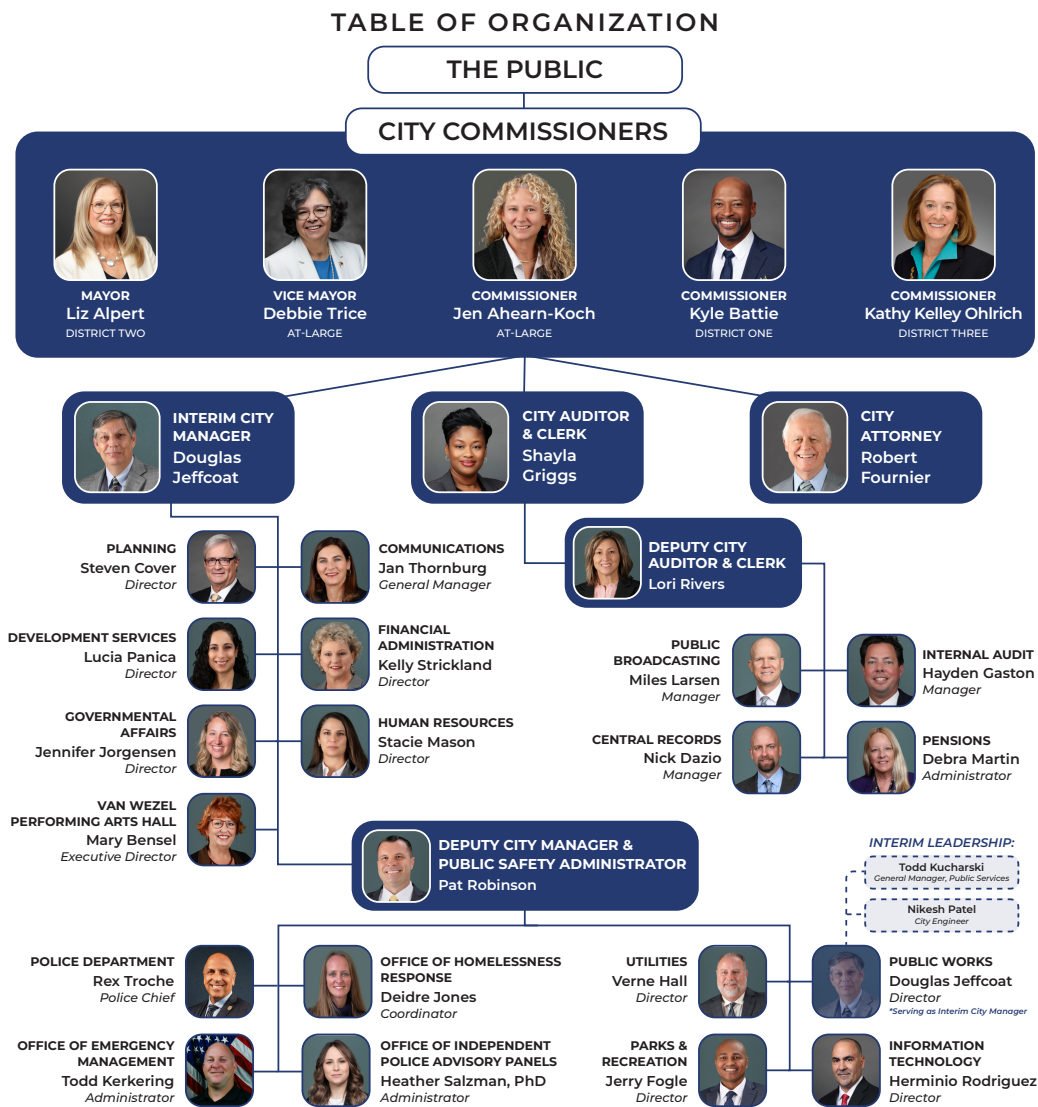 TABLE OF ORGANIZATION
THE PUBLIC
CITY COMMISSIONERS
MAYOR
Liz Alpert
DISTRICT TWO
VICE MAYOR
Debbie Trice
AT-LARGE
COMMISSIONER
Jen Ahearn-Koch
AT-LARGE
COMMISSIONER
Kyle Battie
DISTRICT ONE
COMMISSIONER
Kathy Kelley Ohlrich
DISTRICT THREE
INTERIM CITY
MANAGER
Douglas
Jeffcoat
CITY AUDITOR
& CLERK
Shayla
Griggs
CITY
ATTORNEY
Robert
Fournier
DEPUTY CITY
AUDITOR & CLERK
Lori Rivers
PLANNING
Steven Cover
Director
COMMUNICATIONS
Jan Thornburg
General Manager
DEVELOPMENT SERVICES
Lucia Panica
Director
FINANCIAL
ADMINISTRATION
Kelly Strickland
Director
GOVERNMENTAL
AFFAIRS
Jennifer Jorgensen
Director
HUMAN RESOURCES
Stacie Mason
Director
VAN WEZEL
PERFORMING ARTS HALL
Mary Bensel
Executive Director
PUBLIC
BROADCASTING
Miles Larsen
Manager
INTERNAL AUDIT
Hayden Gaston
Manager
CENTRAL RECORDS
Nick Dazio
Manager
PENSIONS
Debra Martin
Administrator
DEPUTY CITY MANAGER &
PUBLIC SAFETY ADMINISTRATOR
Pat Robinson
INTERIM LEADERSHIP:
Todd Kucharski
General Manager, Public Services
Nikesh Patel
City Engineer
POLICE DEPARTMENT
Rex Troche
Police Chief
OFFICE OF HOMELESSNESS
RESPONSE
Deidre Jones
Coordinator
UTILITIES
Verne Hall
Director
PUBLIC WORKS
Douglas Jeffcoat
Director
*Serving as Interim City Manager
OFFICE OF EMERGENCY
MANAGEMENT
Todd Kerkering
Administrator
OFFICE OF INDEPENDENT
POLICE ADVISORY PANELS
Heather Salzman, PhD
Administrator
PARKS &
RECREATION
Jerry Fogle
Director
INFORMATION
TECHNOLOGY
Herminio Rodriguez
Director